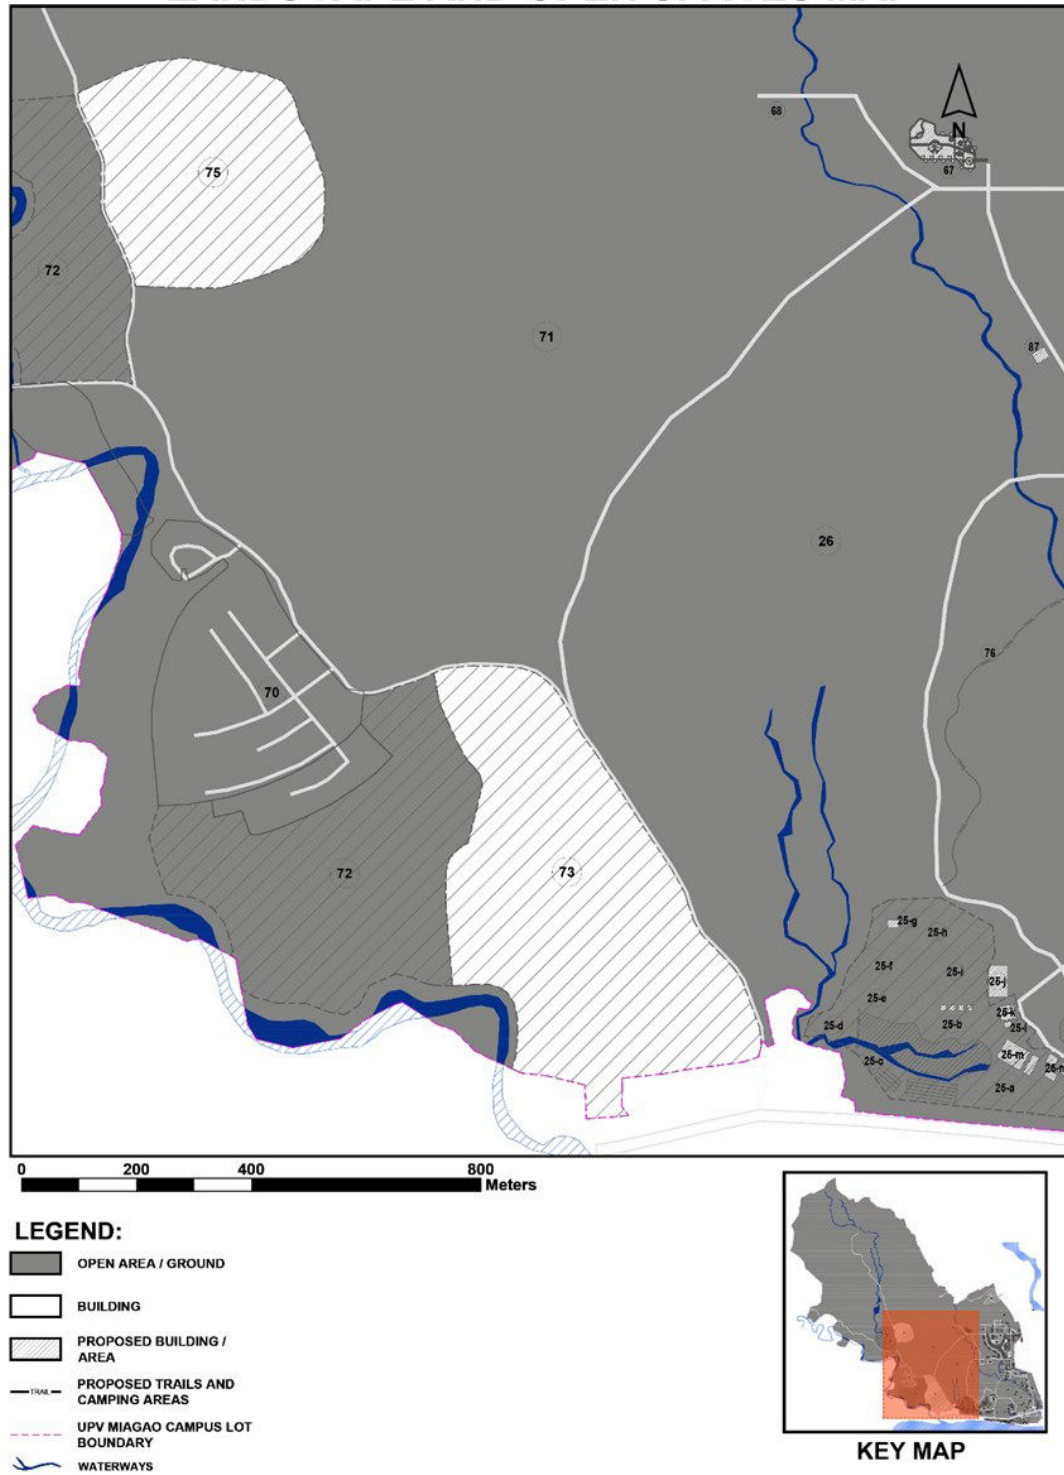 75
68
N
67
72
71
87
26
76
70
72
73
25-g
25-h
25-f
25-i
25-j
25-e
25-k
25-d
25-b
25-l
25-c
25-m
25-n
25-a
0 200 400 800
Meters
LEGEND:
OPEN AREA / GROUND
BUILDING
PROPOSED BUILDING /
AREA
TRAIL
PROPOSED TRAILS AND
CAMPING AREAS
UPV MIAGAO CAMPUS LOT
BOUNDARY
WATERWAYS
KEY MAP